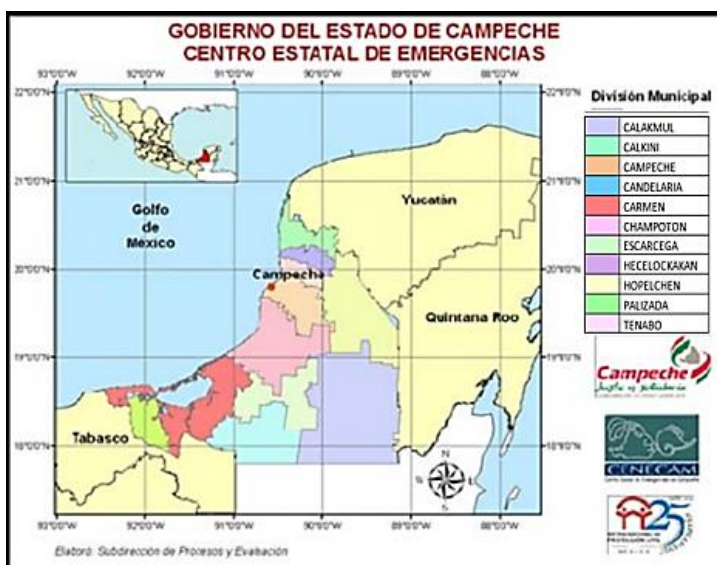 GOBIERNO DEL ESTADO DE CAMPECHE
CENTRO ESTATAL DE EMERGENCIAS
93°0'0"W 92°0'0"W 91°0'0"W 90°0'0"W 89°0'0"W 88°0'0"W
22°0'0"N 22°0'0"N
21°0'0"N 21°0'0"N
20°0'0"N 20°0'0"N
19°0'0"N 19°0'0"N
18°0'0"N 18°0'0"N
Golfo
de
México
Yucatán
Campeche
Quintana Roo
Tabasco
N
W E
S
93°0'0"W 92°0'0"W 91°0'0"W 90°0'0"W 89°0'0"W 88°0'0"W
Elaboró: Subdirección de Procesos y Evaluación
División Municipal
CALAKMUL
CALKINI
CAMPECHE
CANDELARIA
CARMEN
CHAMPOTON
ESCARCEGA
HECELOCKAKAN
HOPELCHEN
PALIZADA
TENABO
Campeche
CENECAM
25